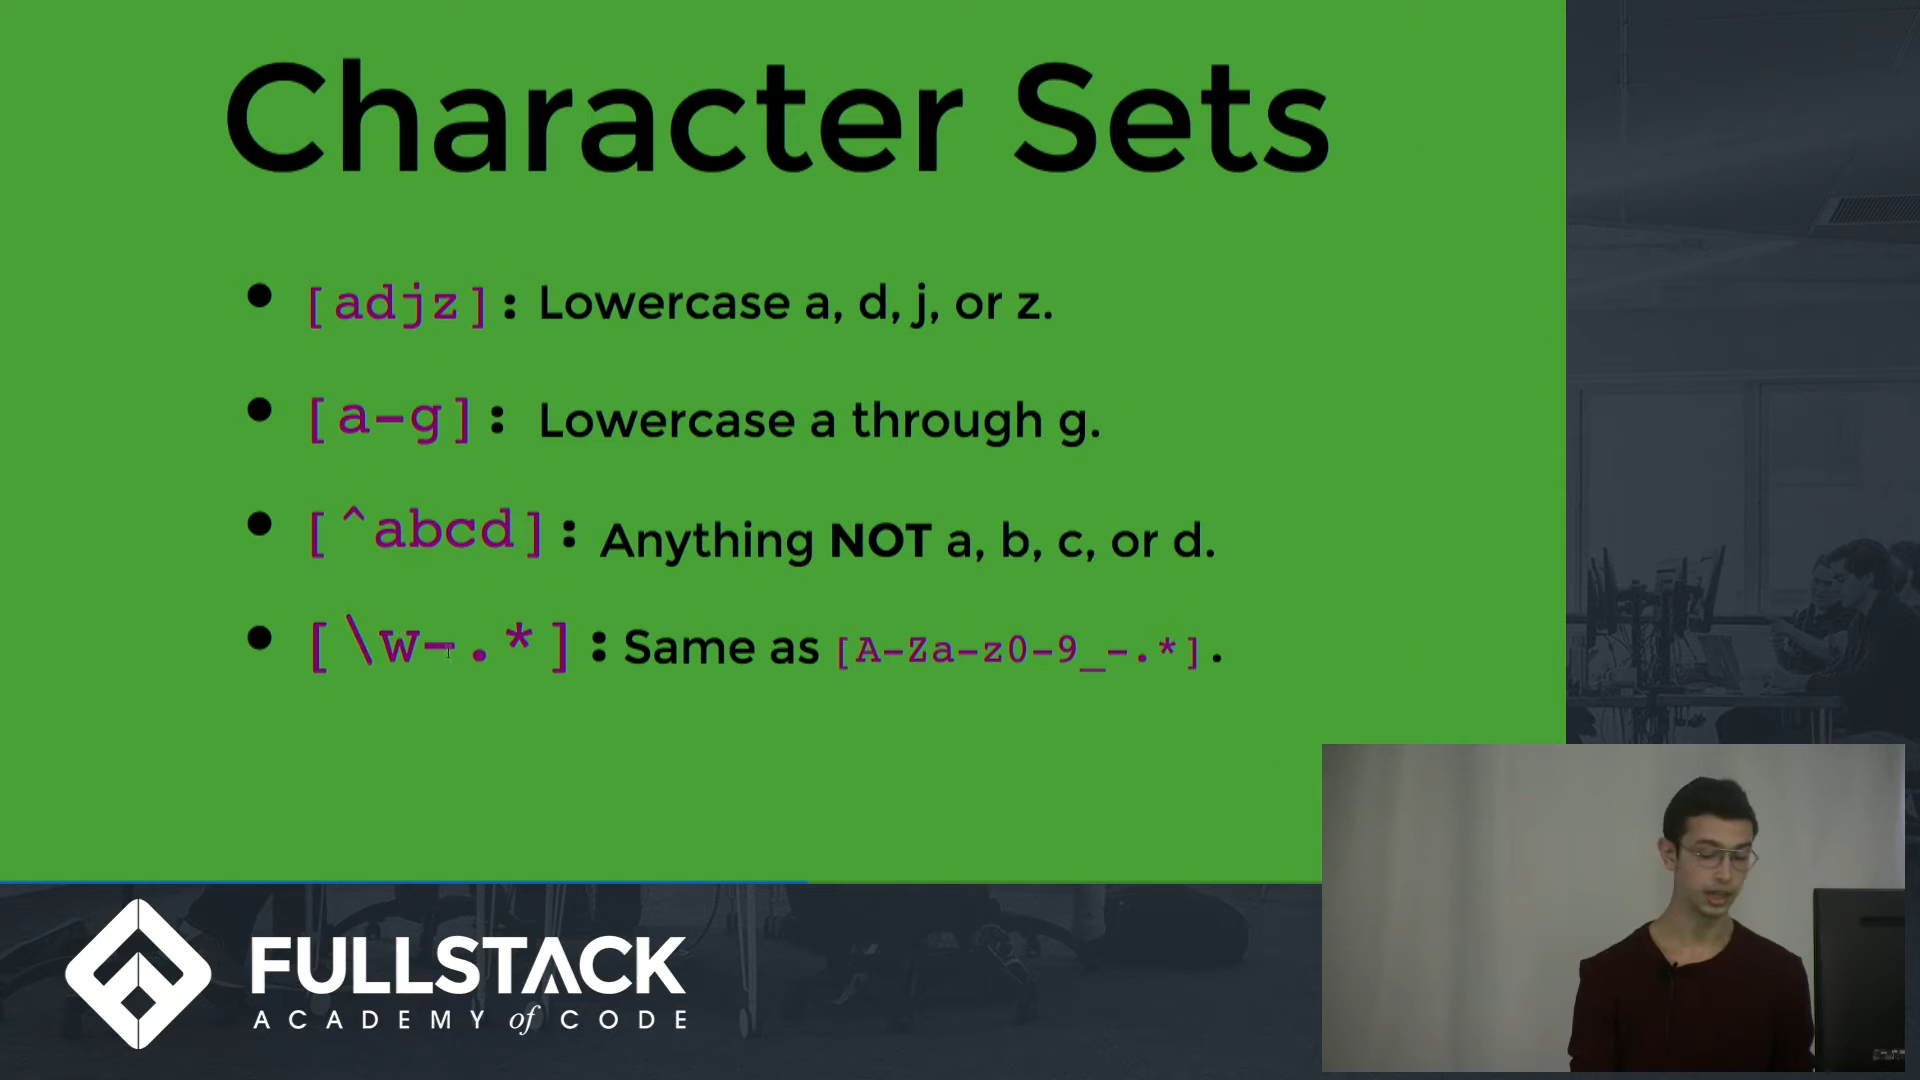 Character Sets
• [adjz]: Lowercase a, d, j, or z.
• [a-g]: Lowercase a through g.
• [^abcd]: Anything NOT a, b, c, or d.
• [\w-.*]: Same as [A-Za-z0-9_-.*].
FULLSTACK
ACADEMY of CODE